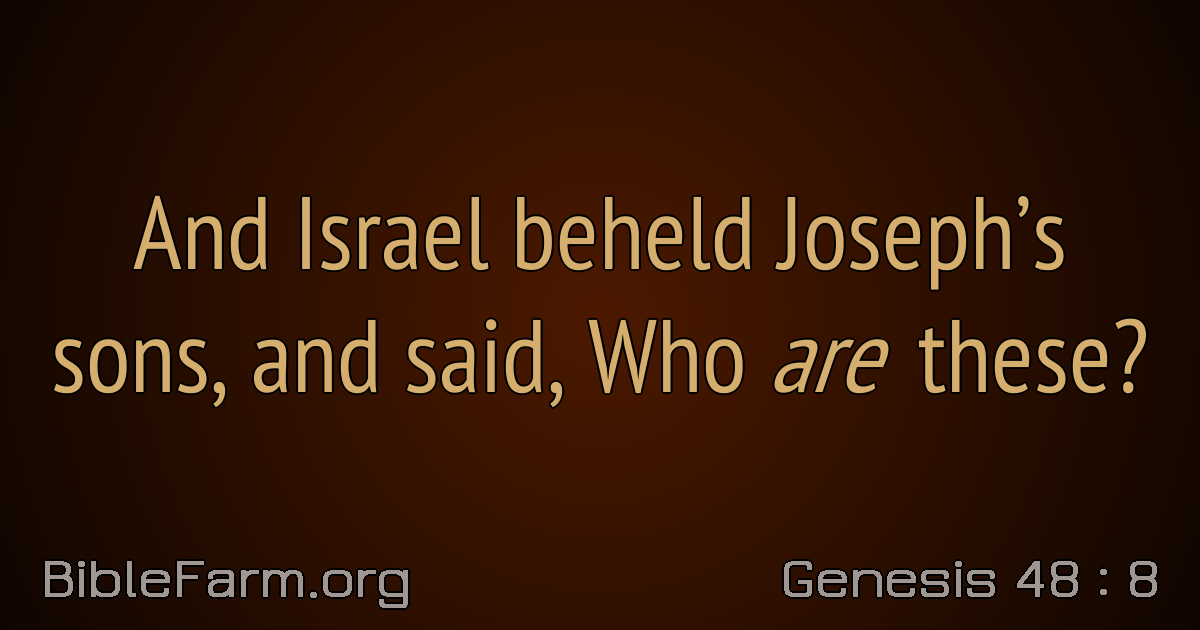 And Israel beheld Joseph’s
sons, and said, Who are these?
BibleFarm.org
Genesis 48 : 8